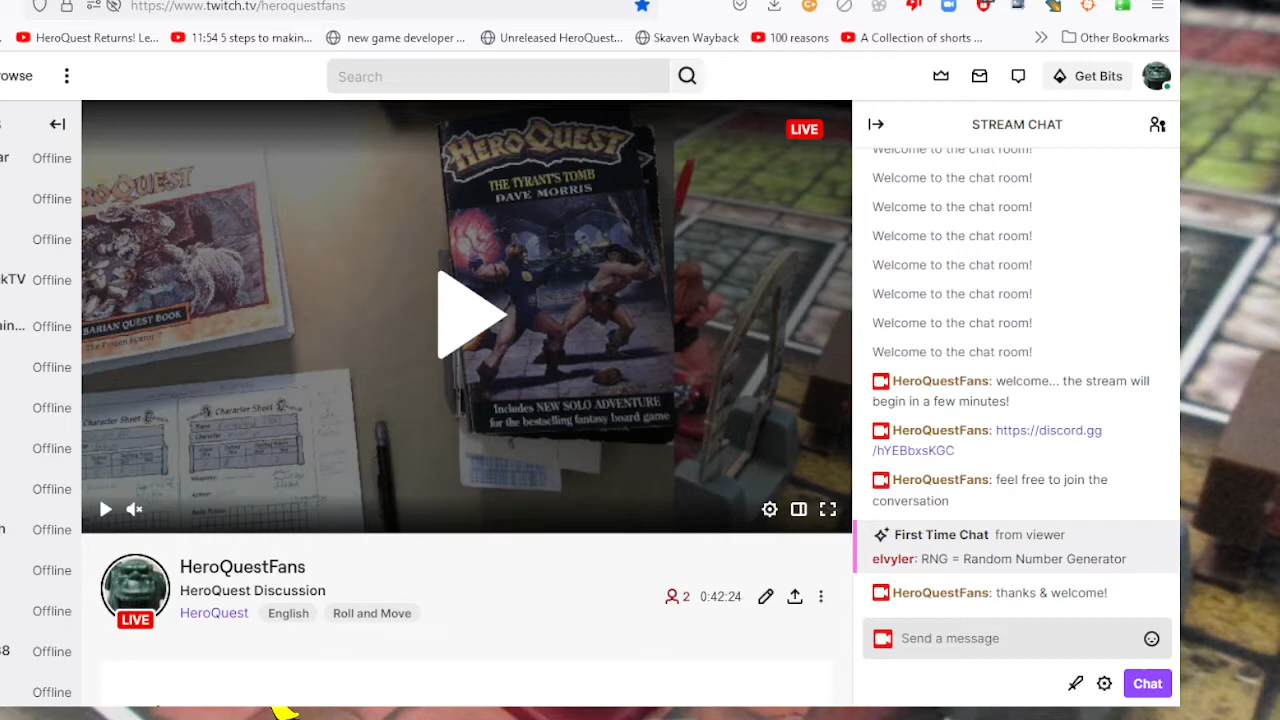 https://www.twitch.tv/heroquestfans
HeroQuest Returns! Le...
11:54 5 steps to makin...
new game developer ...
Unreleased HeroQuest...
Skaven Wayback
100 reasons
A Collection of shorts ...
Other Bookmarks
owse
Search
Get Bits
Offline
Offline
Offline
kTV Offline
ain... Offline
Offline
Offline
Offline
Offline
Offline
Offline
Offline
Offline
Offline
LIVE
HEROQUEST
THE TYRANT'S TOMB
DAVE MORRIS
Includes NEW SOLO ADVENTURE
for the bestselling fantasy board game
ROQUEST
BARIAN QUEST BOOK
Character Sheet
Character Sheet
HeroQuestFans
HeroQuest Discussion
HeroQuest
English
Roll and Move
LIVE
2
0:42:24
STREAM CHAT
Welcome to the chat room!
Welcome to the chat room!
Welcome to the chat room!
Welcome to the chat room!
Welcome to the chat room!
Welcome to the chat room!
Welcome to the chat room!
Welcome to the chat room!
HeroQuestFans: welcome... the stream will
begin in a few minutes!
HeroQuestFans: https://discord.gg
/hYEBbxsKGC
HeroQuestFans: feel free to join the
conversation
First Time Chat from viewer
elvyler: RNG = Random Number Generator
HeroQuestFans: thanks & welcome!
Send a message
Chat